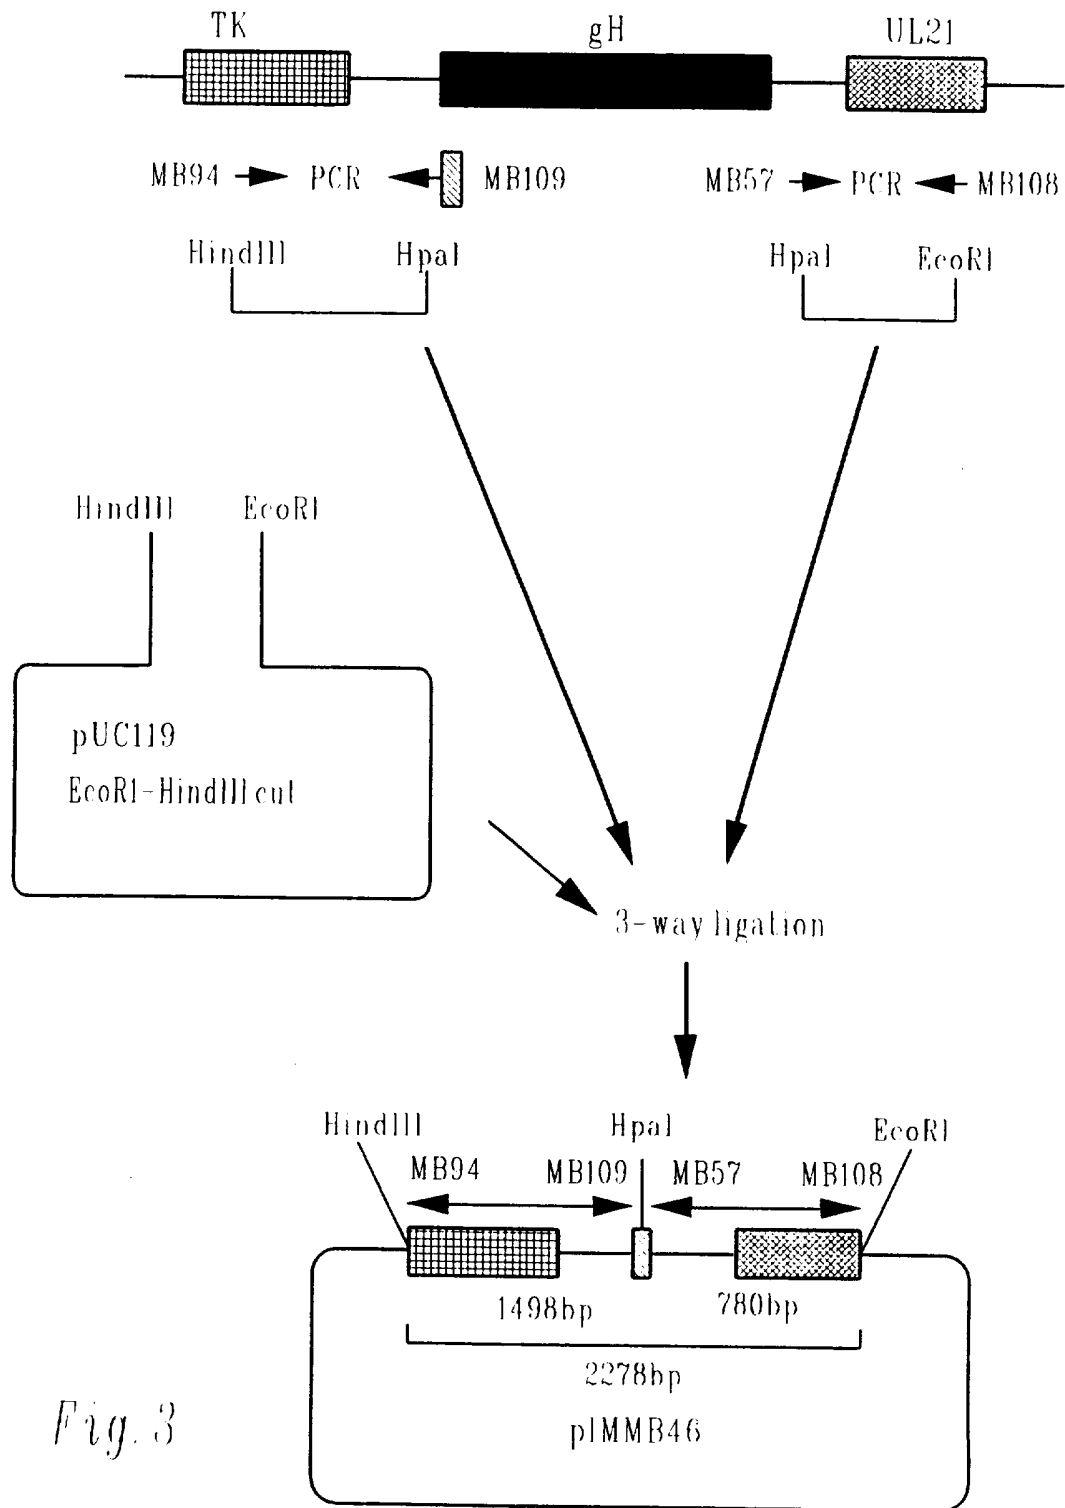 TK gH UL21
MB94 PCR MB109 MB57 PCR MB108
HindIII HpaI HpaI EcoRI
HindIII EcoRI
pUC119
EcoRI-HindIII cut
3-way ligation
HindIII HpaI EcoRI
MB94 MB109 MB57 MB108
1498bp 780bp
2278bp
pIMMB46
Fig. 3